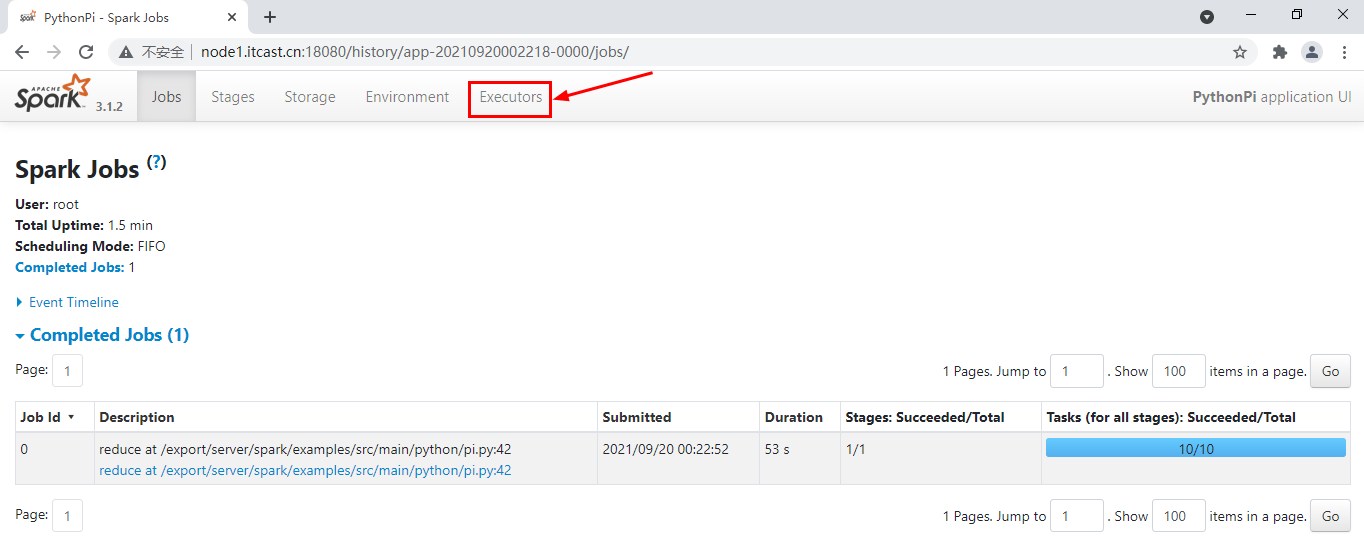 PythonPi - Spark Jobs
不安全 node1.itcast.cn:18080/history/app-20210920002218-0000/jobs/
APACHE Spark 3.1.2 Jobs Stages Storage Environment Executors PythonPi application UI
Spark Jobs (?)
User: root
Total Uptime: 1.5 min
Scheduling Mode: FIFO
Completed Jobs: 1
Event Timeline
Completed Jobs (1)
Page: 1 1 Pages. Jump to 1 . Show 100 items in a page. Go
Job Id Description Submitted Duration Stages: Succeeded/Total Tasks (for all stages): Succeeded/Total
0 reduce at /export/server/spark/examples/src/main/python/pi.py:42 2021/09/20 00:22:52 53 s 1/1 10/10
reduce at /export/server/spark/examples/src/main/python/pi.py:42
Page: 1 1 Pages. Jump to 1 . Show 100 items in a page. Go